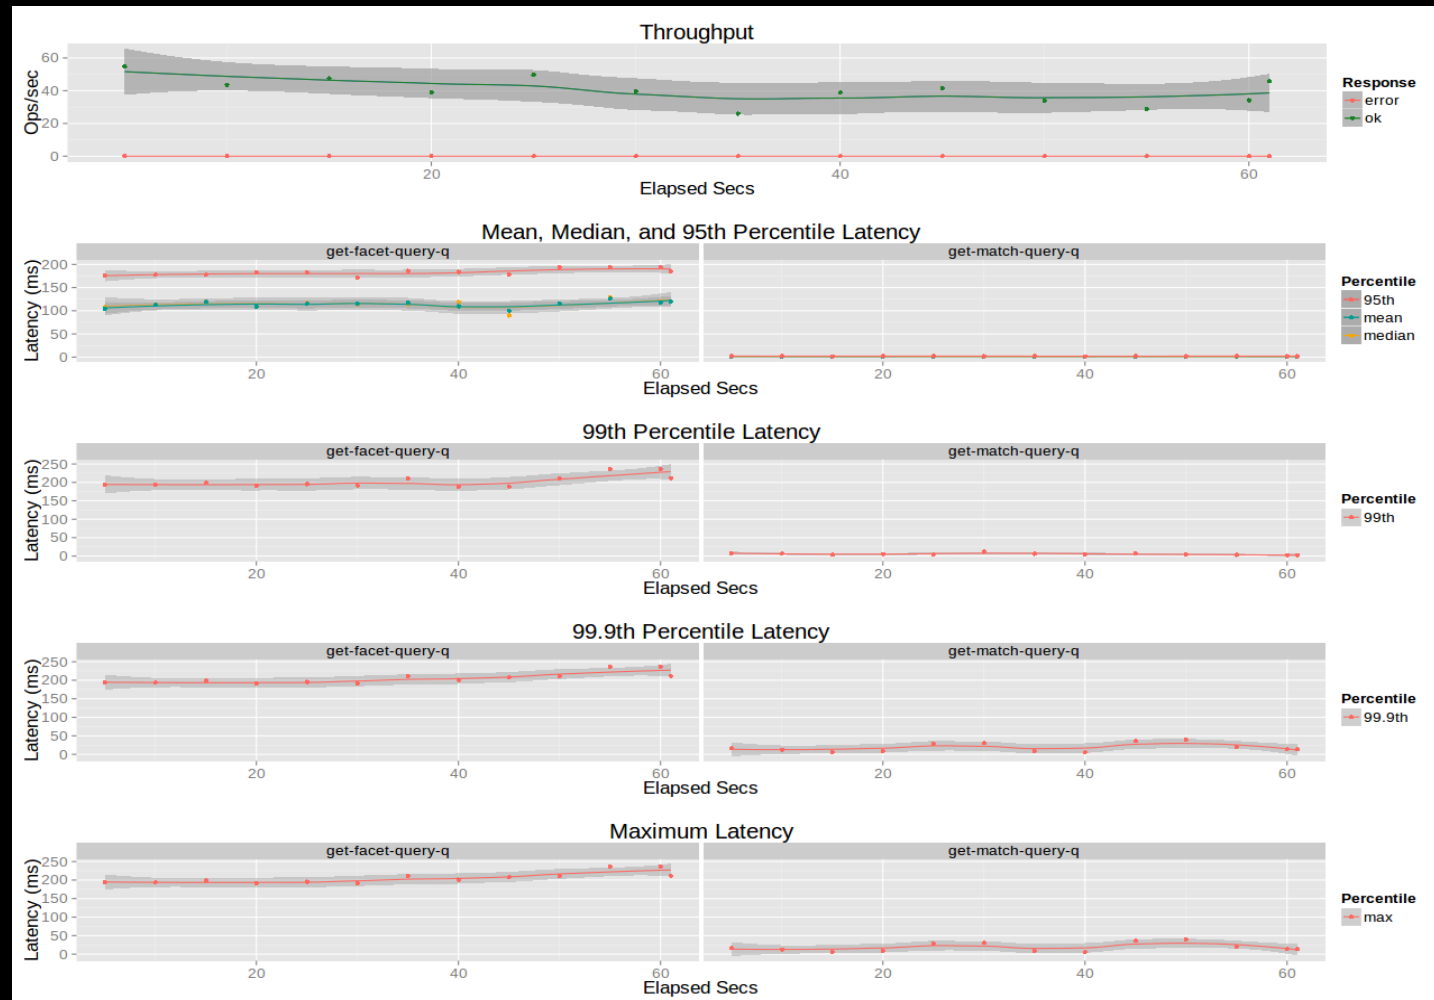 Throughput
60
40
20
0
Ops/sec
20 40 60
Elapsed Secs
Response
error
ok
Mean, Median, and 95th Percentile Latency
get-facet-query-q get-match-query-q
200
150
100
50
0
Latency (ms)
20 40 60 20 40 60
Elapsed Secs
Percentile
95th
mean
median
99th Percentile Latency
get-facet-query-q get-match-query-q
250
200
150
100
50
0
Latency (ms)
20 40 60 20 40 60
Elapsed Secs
Percentile
99th
99.9th Percentile Latency
get-facet-query-q get-match-query-q
250
200
150
100
50
0
Latency (ms)
20 40 60 20 40 60
Elapsed Secs
Percentile
99.9th
Maximum Latency
get-facet-query-q get-match-query-q
250
200
150
100
50
0
Latency (ms)
20 40 60 20 40 60
Elapsed Secs
Percentile
max